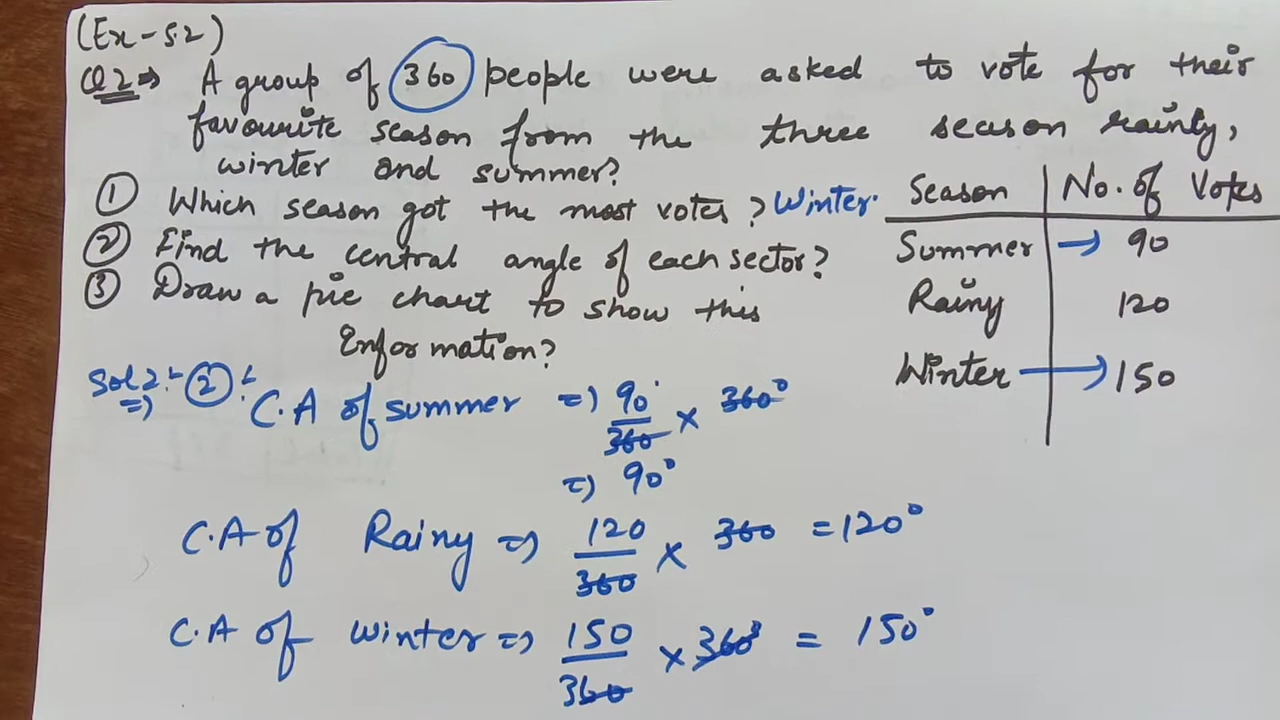 (Ex-5.2)
Q2⇒ A group of 360 people were asked to vote for their
favourite season from the three season rainy,
winter and summer?
① Which season got the most votes? Winter.
② Find the central angle of each sector?
③ Draw a pie chart to show this
Information?
Season | No. of Votes
Summer → 90
Rainy 120
Winter → 150
Sol2:- ② :- C.A of summer ⇒ 90/360 × 360°
⇒ 90°
C.A of Rainy ⇒ 120/360 × 360 = 120°
C.A of winter ⇒ 150/360 × 360° = 150°